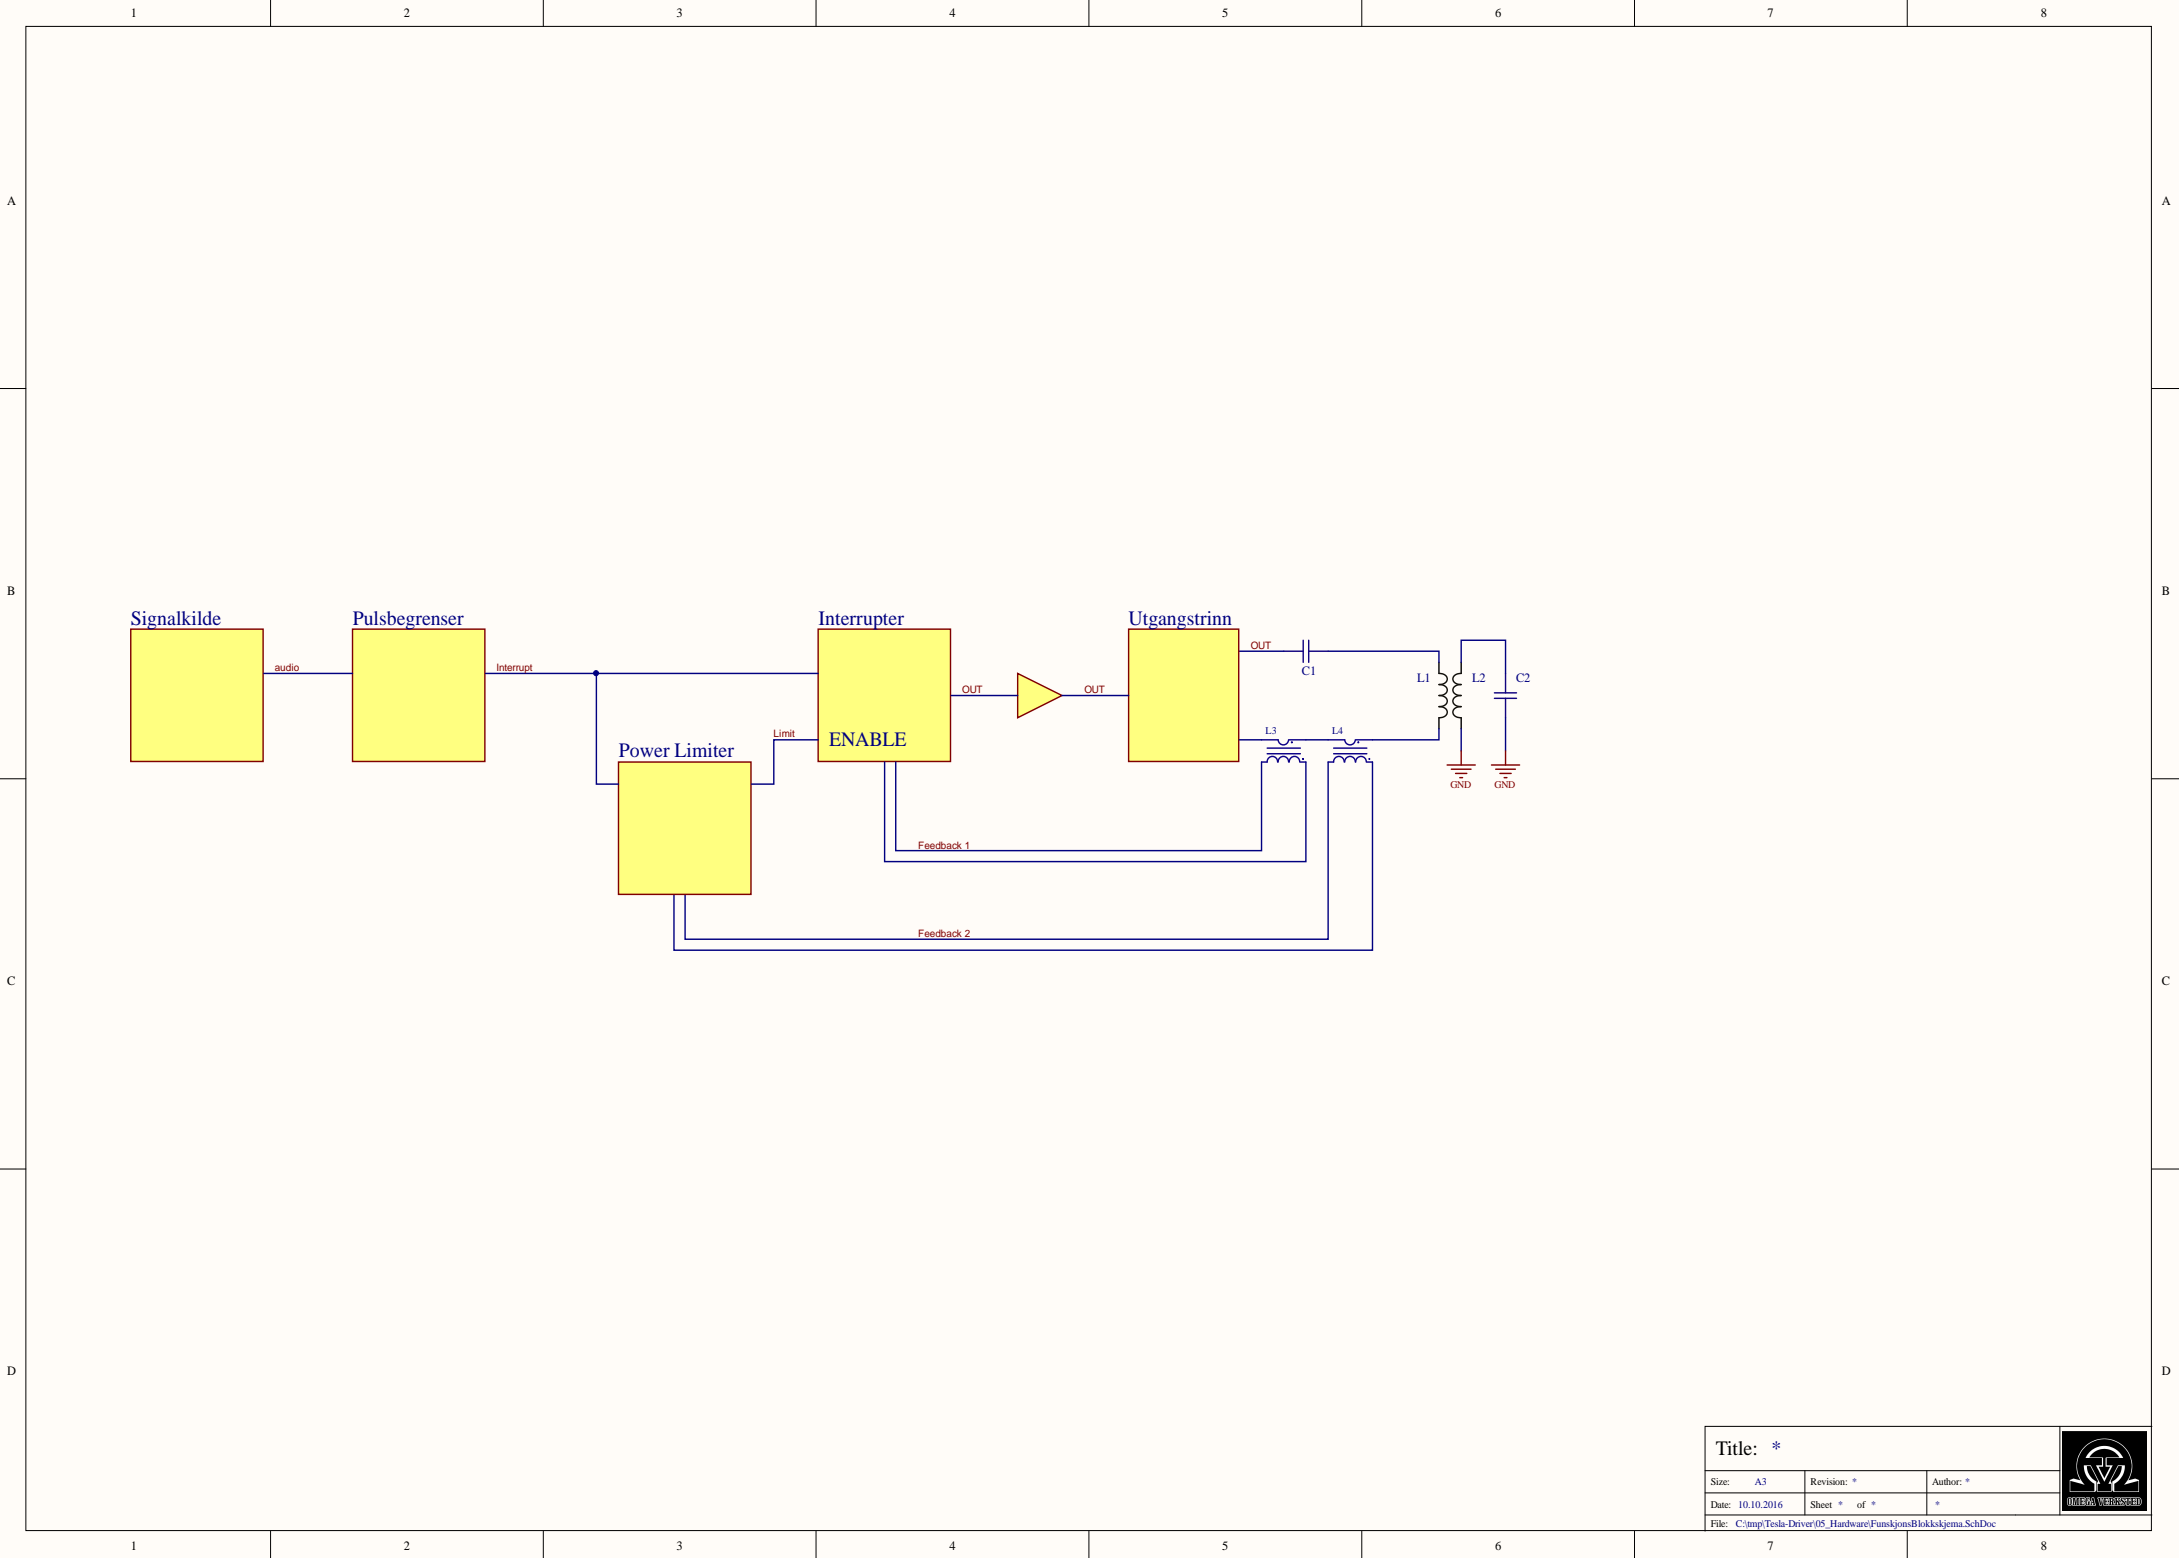 1 2 3 4 5 6 7 8
A A
B B
Signalkilde Pulsbegrenser Interrupter Utgangstrinn
audio Interrupt OUT OUT OUT
C1
L1 L2 C2
Limit ENABLE L3 L4
Power Limiter
GND GND
Feedback 1
Feedback 2
C C
D D
Title: *
Size: A3 Revision: * Author: *
Date: 10.10.2016 Sheet * of * *
File: C:\tmp\Tesla-Driver\05_Hardware\FunskjonsBlokkskjema.SchDoc
OMEGA VERKSTED
1 2 3 4 5 6 7 8